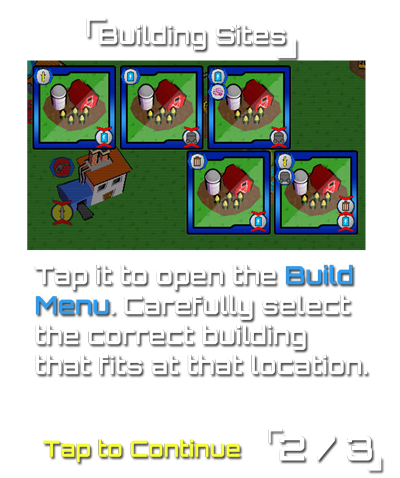 Building Sites
Tap it to open the Build
Menu. Carefully select
the correct building
that fits at that location.
Tap to Continue
2 / 3